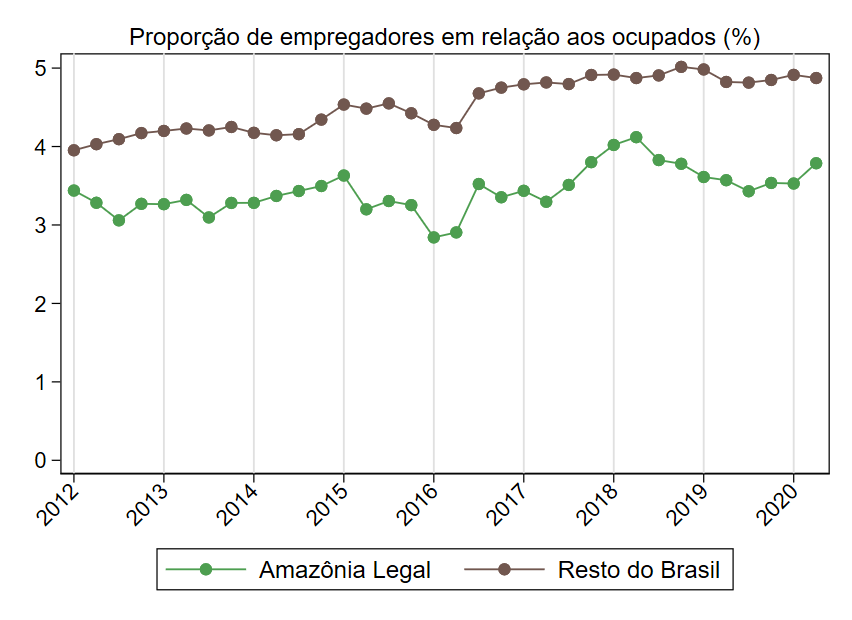 Proporção de empregadores em relação aos ocupados (%)
5
4
3
2
1
0
2012 2013 2014 2015 2016 2017 2018 2019 2020
Amazônia Legal Resto do Brasil